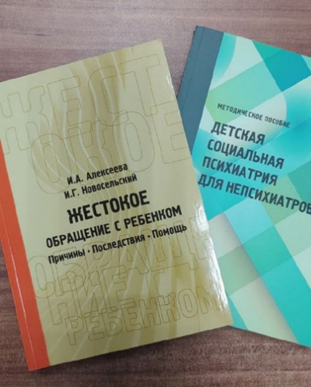 И.А. Алексеева
И.Г. Новосельский
ЖЕСТОКОЕ
ОБРАЩЕНИЕ С РЕБЕНКОМ
Причины • Последствия • Помощь
МЕТОДИЧЕСКОЕ ПОСОБИЕ
ДЕТСКАЯ
СОЦИАЛЬНАЯ
ПСИХИАТРИЯ
ДЛЯ НЕПСИХИАТРОВ